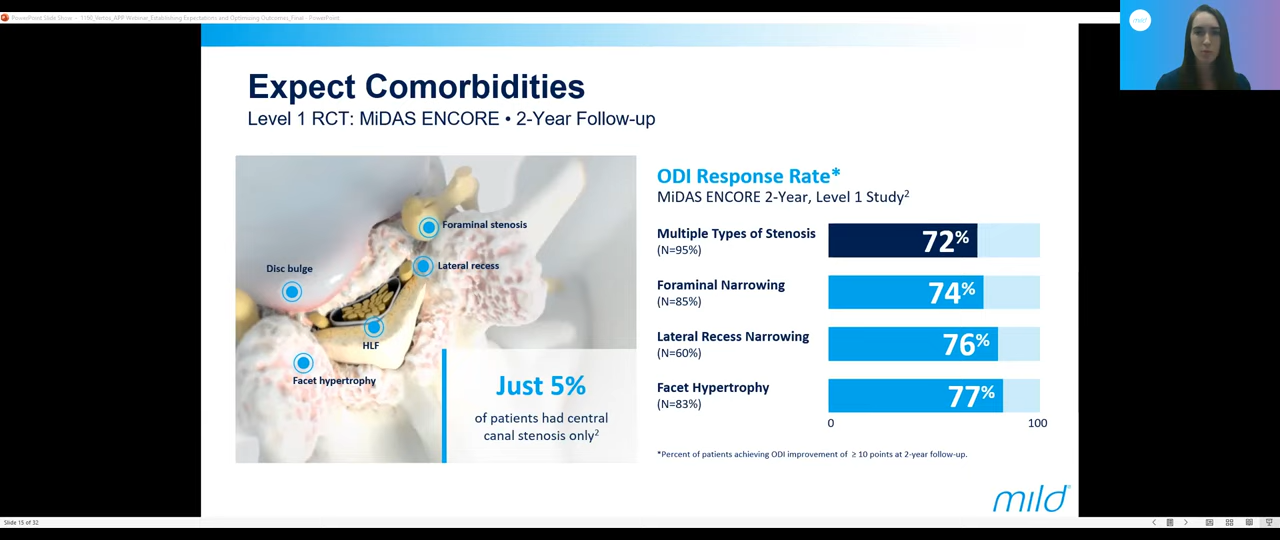 PowerPoint Slide Show - 1190_Vertos_APP Webinar_Establishing Expectations and Optimizing Outcomes_Final - PowerPoint
mild
Expect Comorbidities
Level 1 RCT: MiDAS ENCORE • 2-Year Follow-up
Foraminal stenosis
Lateral recess
Disc bulge
HLF
Facet hypertrophy
Just 5%
of patients had central
canal stenosis only2
ODI Response Rate*
MiDAS ENCORE 2-Year, Level 1 Study2
Multiple Types of Stenosis
(N=95%)
72%
Foraminal Narrowing
(N=85%)
74%
Lateral Recess Narrowing
(N=60%)
76%
Facet Hypertrophy
(N=83%)
77%
0 100
*Percent of patients achieving ODI improvement of ≥ 10 points at 2-year follow-up.
mild®
Slide 15 of 32